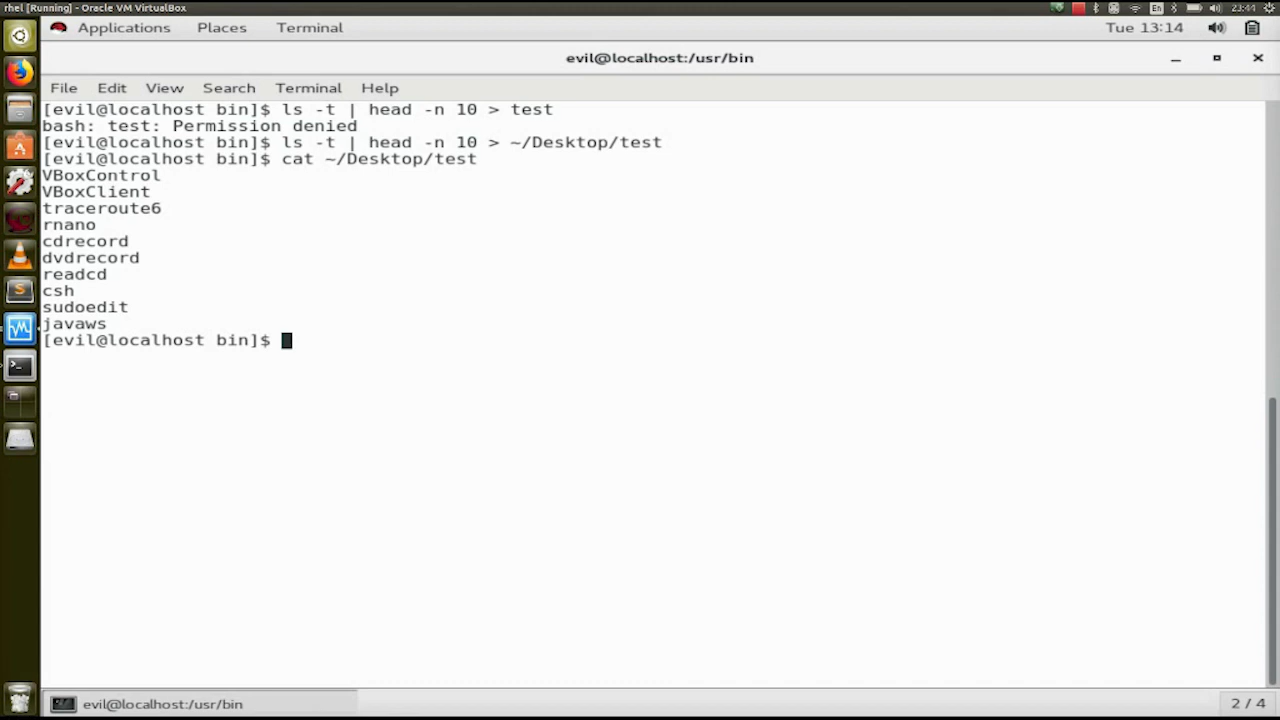 rhel [Running] - Oracle VM VirtualBox
En
23:44
Applications Places Terminal
Tue 13:14
evil@localhost:/usr/bin
File Edit View Search Terminal Help
[evil@localhost bin]$ ls -t | head -n 10 > test
bash: test: Permission denied
[evil@localhost bin]$ ls -t | head -n 10 > ~/Desktop/test
[evil@localhost bin]$ cat ~/Desktop/test
VBoxControl
VBoxClient
traceroute6
rnano
cdrecord
dvdrecord
readcd
csh
sudoedit
javaws
[evil@localhost bin]$
evil@localhost:/usr/bin
2 / 4